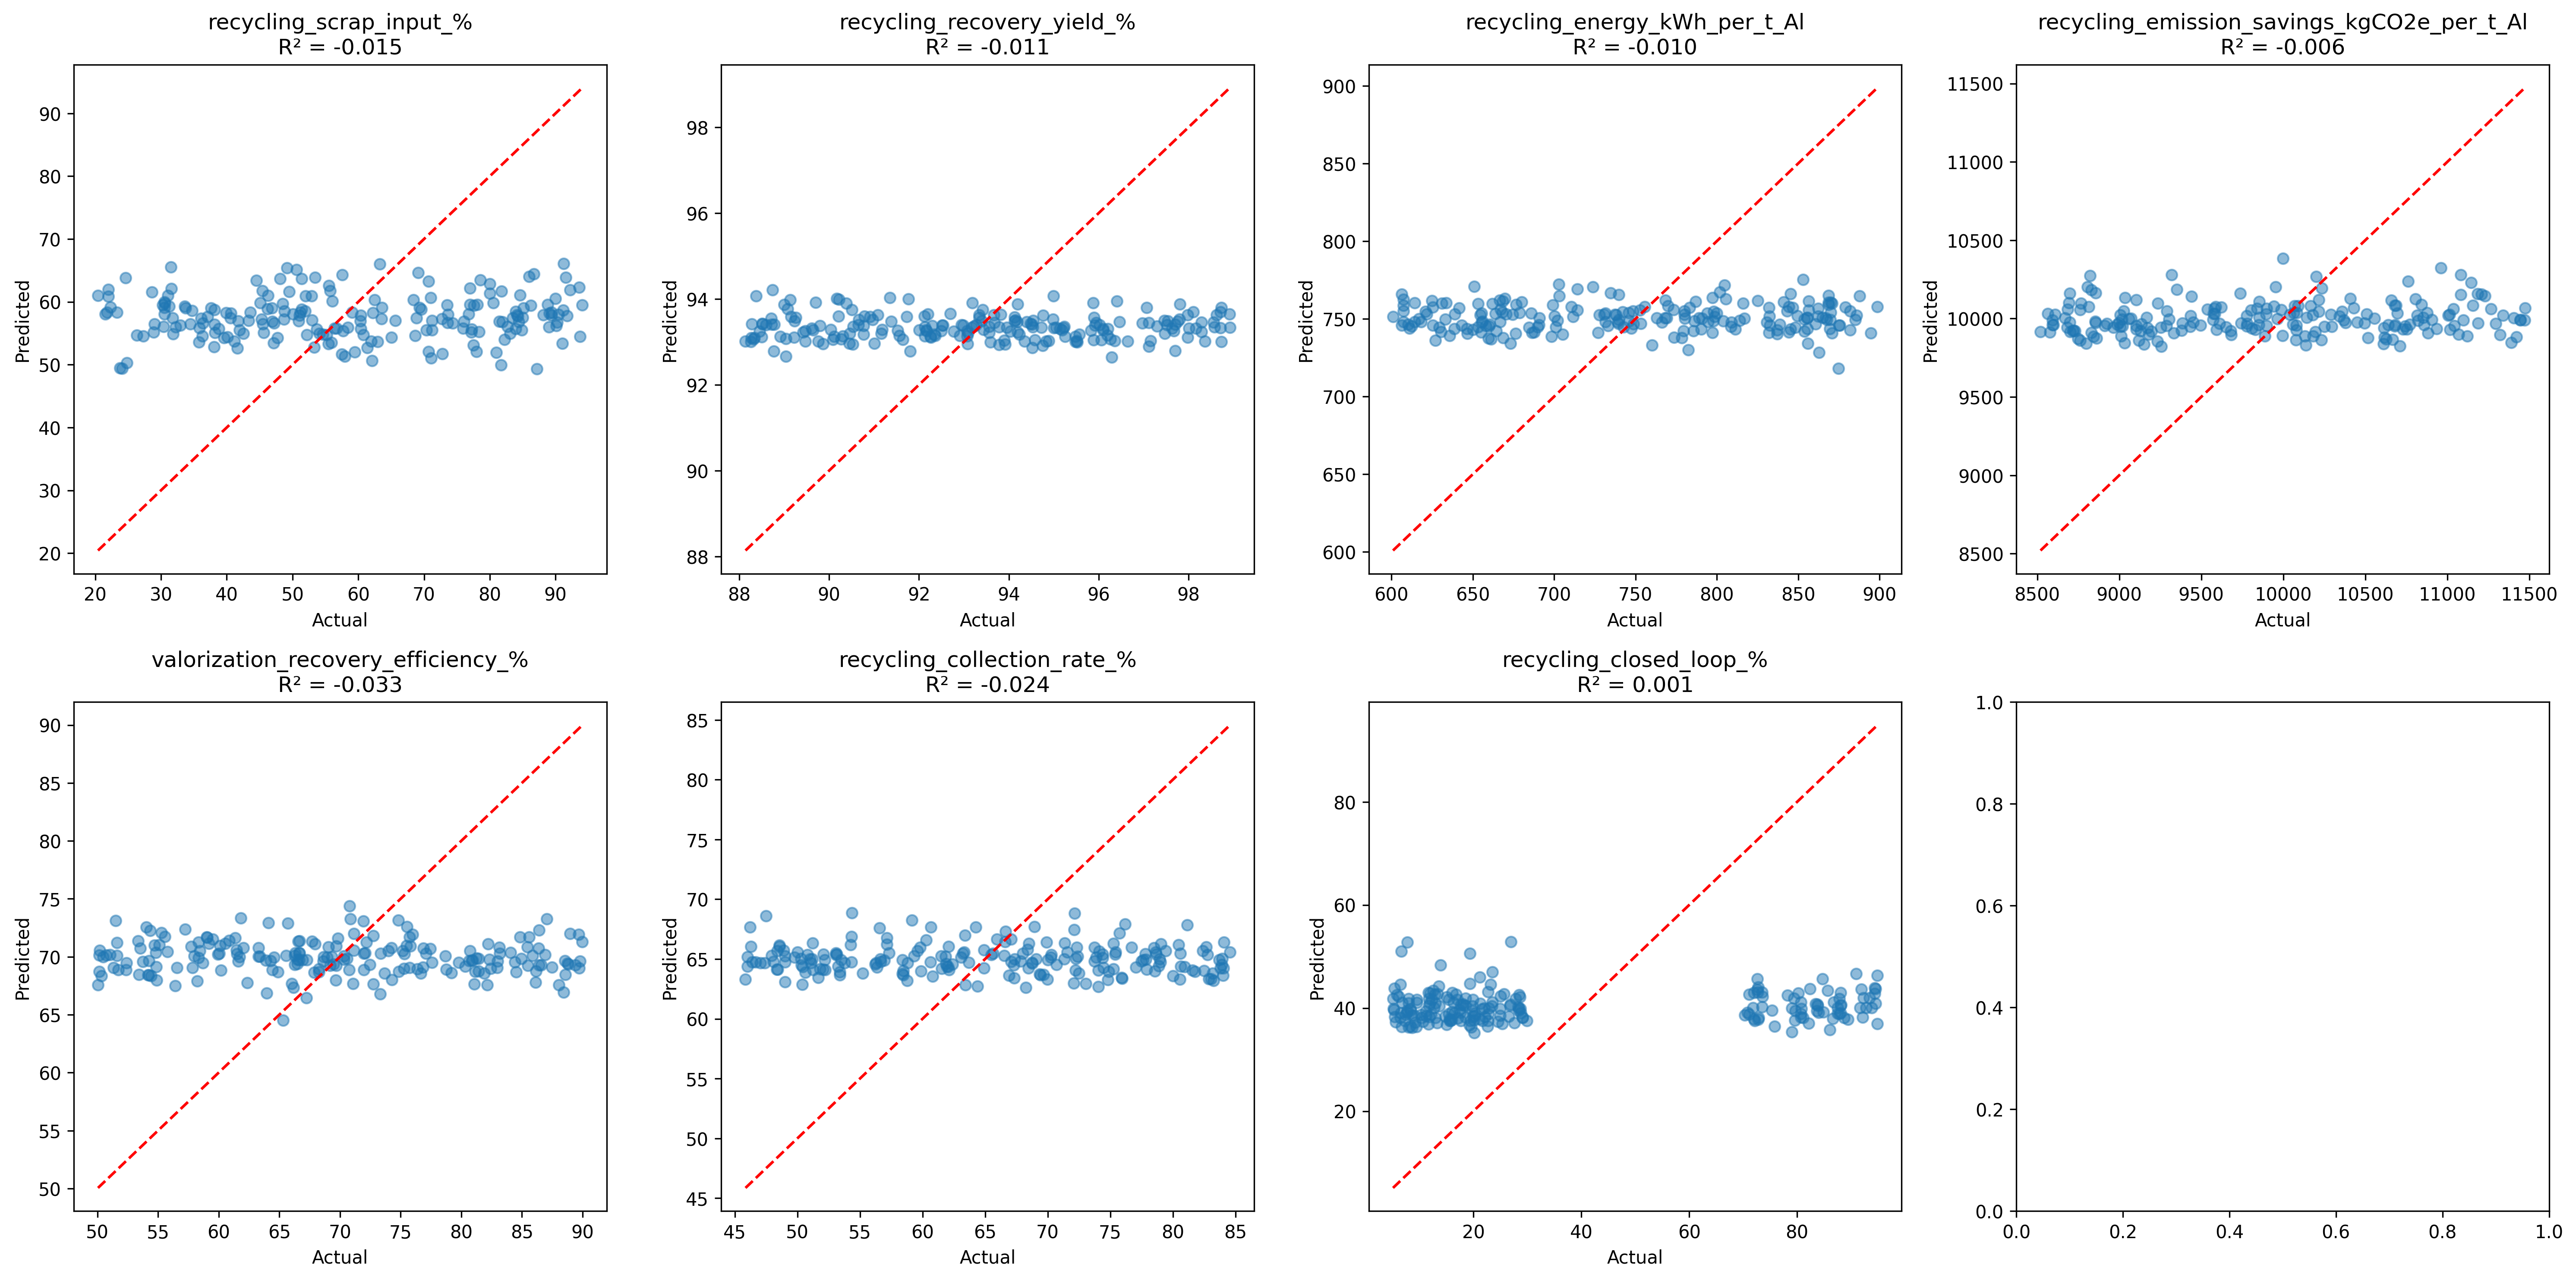 recycling_scrap_input_%
R² = -0.015
90
80
70
60
50
40
30
20
Predicted
20 30 40 50 60 70 80 90
Actual
recycling_recovery_yield_%
R² = -0.011
98
96
94
92
90
88
Predicted
88 90 92 94 96 98
Actual
recycling_energy_kWh_per_t_Al
R² = -0.010
900
850
800
750
700
650
600
Predicted
600 650 700 750 800 850 900
Actual
recycling_emission_savings_kgCO2e_per_t_Al
R² = -0.006
11500
11000
10500
10000
9500
9000
8500
Predicted
8500 9000 9500 10000 10500 11000 11500
Actual
valorization_recovery_efficiency_%
R² = -0.033
90
85
80
75
70
65
60
55
50
Predicted
50 55 60 65 70 75 80 85 90
Actual
recycling_collection_rate_%
R² = -0.024
85
80
75
70
65
60
55
50
45
Predicted
45 50 55 60 65 70 75 80 85
Actual
recycling_closed_loop_%
R² = 0.001
80
60
40
20
Predicted
20 40 60 80
Actual
1.0
0.8
0.6
0.4
0.2
0.0
0.0 0.2 0.4 0.6 0.8 1.0